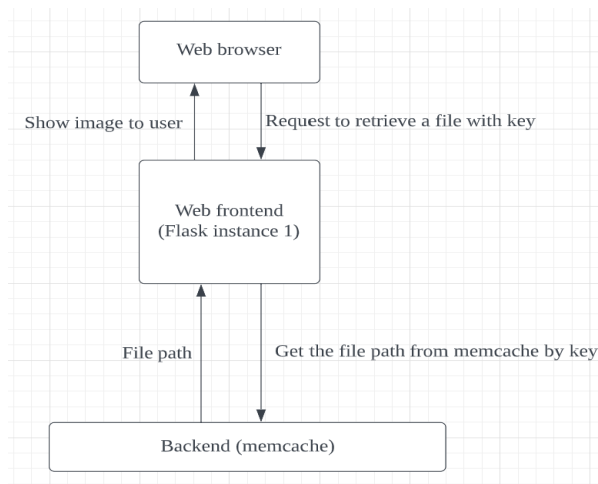 Web browser
Show image to user
Request to retrieve a file with key
Web frontend
(Flask instance 1)
File path
Get the file path from memcache by key
Backend (memcache)